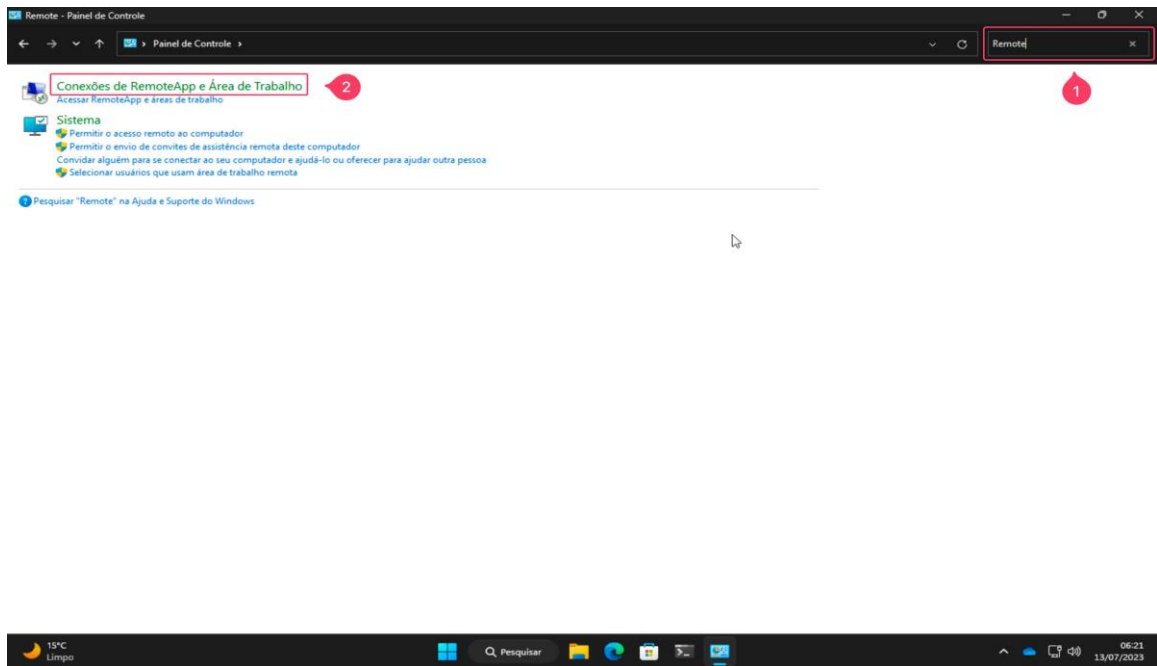 Remote - Painel de Controle
Painel de Controle
Remote
1
Conexões de RemoteApp e Área de Trabalho
2
Acessar RemoteApp e áreas de trabalho
Sistema
Permitir o acesso remoto ao computador
Permitir o envio de convites de assistência remota deste computador
Convidar alguém para se conectar ao seu computador e ajudá-lo ou oferecer para ajudar outra pessoa
Selecionar usuários que usam área de trabalho remota
Pesquisar "Remote" na Ajuda e Suporte do Windows
15°C
Limpo
Pesquisar
06:21
13/07/2023